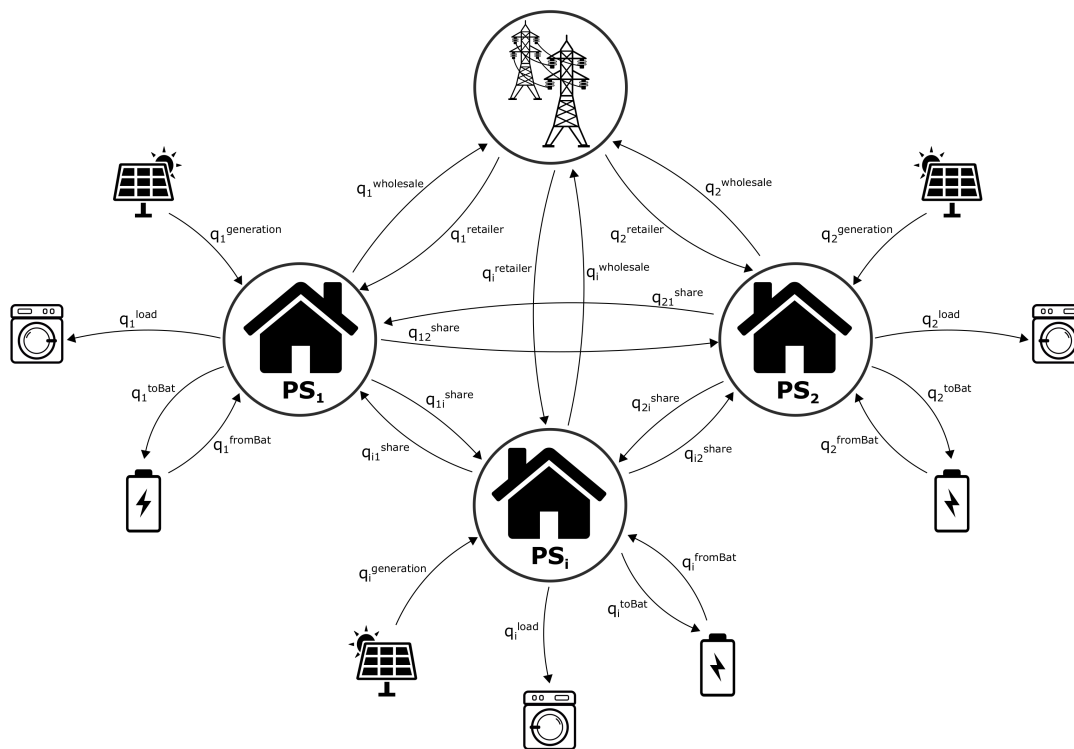 q₁ʷʰᵒˡᵉˢᵃˡᵉ
q₂ʷʰᵒˡᵉˢᵃˡᵉ
q₁ᵍᵉⁿᵉʳᵃᵗⁱᵒⁿ
q₁ʳᵉᵗᵃⁱˡᵉʳ
q₂ʳᵉᵗᵃⁱˡᵉʳ
q₂ᵍᵉⁿᵉʳᵃᵗⁱᵒⁿ
qᵢʳᵉᵗᵃⁱˡᵉʳ
qᵢʷʰᵒˡᵉˢᵃˡᵉ
q₂₁ˢʰᵃʳᵉ
q₁ˡᵒᵃᵈ
q₁₂ˢʰᵃʳᵉ
q₂ˡᵒᵃᵈ
PS₁
PS₂
q₁ᵗᵒᴮᵃᵗ
q₁ᵢˢʰᵃʳᵉ
q₂ᵢˢʰᵃʳᵉ
q₂ᵗᵒᴮᵃᵗ
q₁ᶠʳᵒᵐᴮᵃᵗ
qᵢ₁ˢʰᵃʳᵉ
qᵢ₂ˢʰᵃʳᵉ
q₂ᶠʳᵒᵐᴮᵃᵗ
PSᵢ
qᵢᵍᵉⁿᵉʳᵃᵗⁱᵒⁿ
qᵢᶠʳᵒᵐᴮᵃᵗ
qᵢᵗᵒᴮᵃᵗ
qᵢˡᵒᵃᵈ